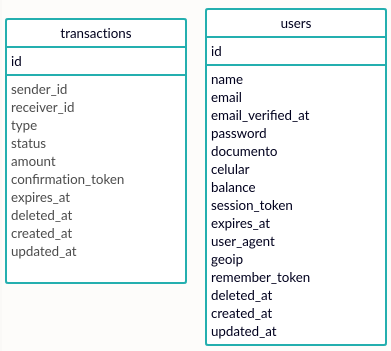 transactions
id
sender_id
receiver_id
type
status
amount
confirmation_token
expires_at
deleted_at
created_at
updated_at
users
id
name
email
email_verified_at
password
documento
celular
balance
session_token
expires_at
user_agent
geoip
remember_token
deleted_at
created_at
updated_at